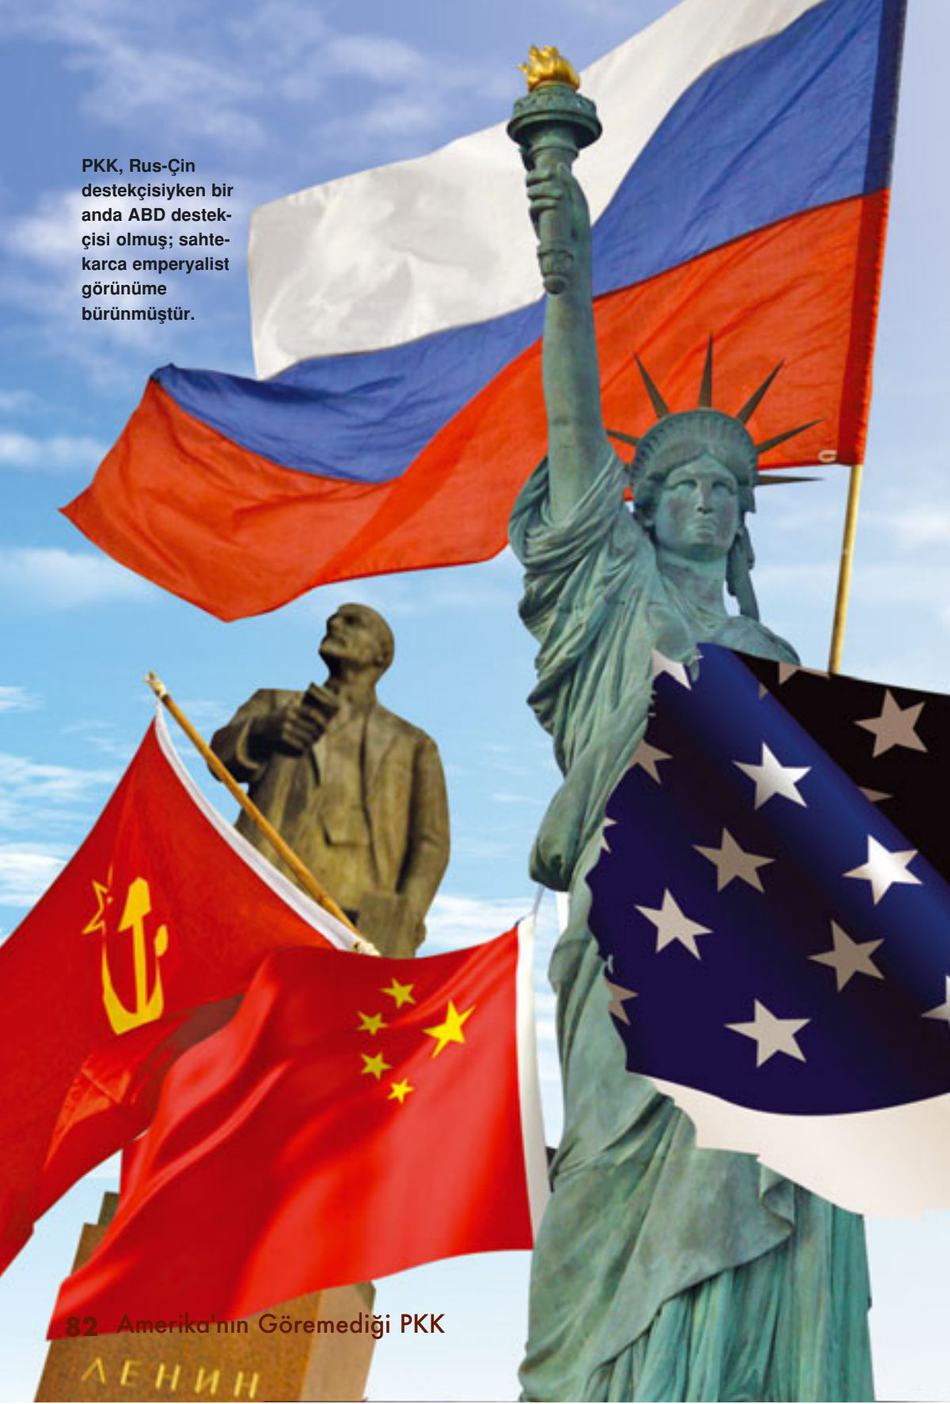 PKK, Rus-Çin
destekçisiyken bir
anda ABD destek-
çisi olmuş; sahte-
karca emperyalist
görünüme
bürünmüştür.
82 Amerika'nın Göremediği PKK
ЛЕНИН